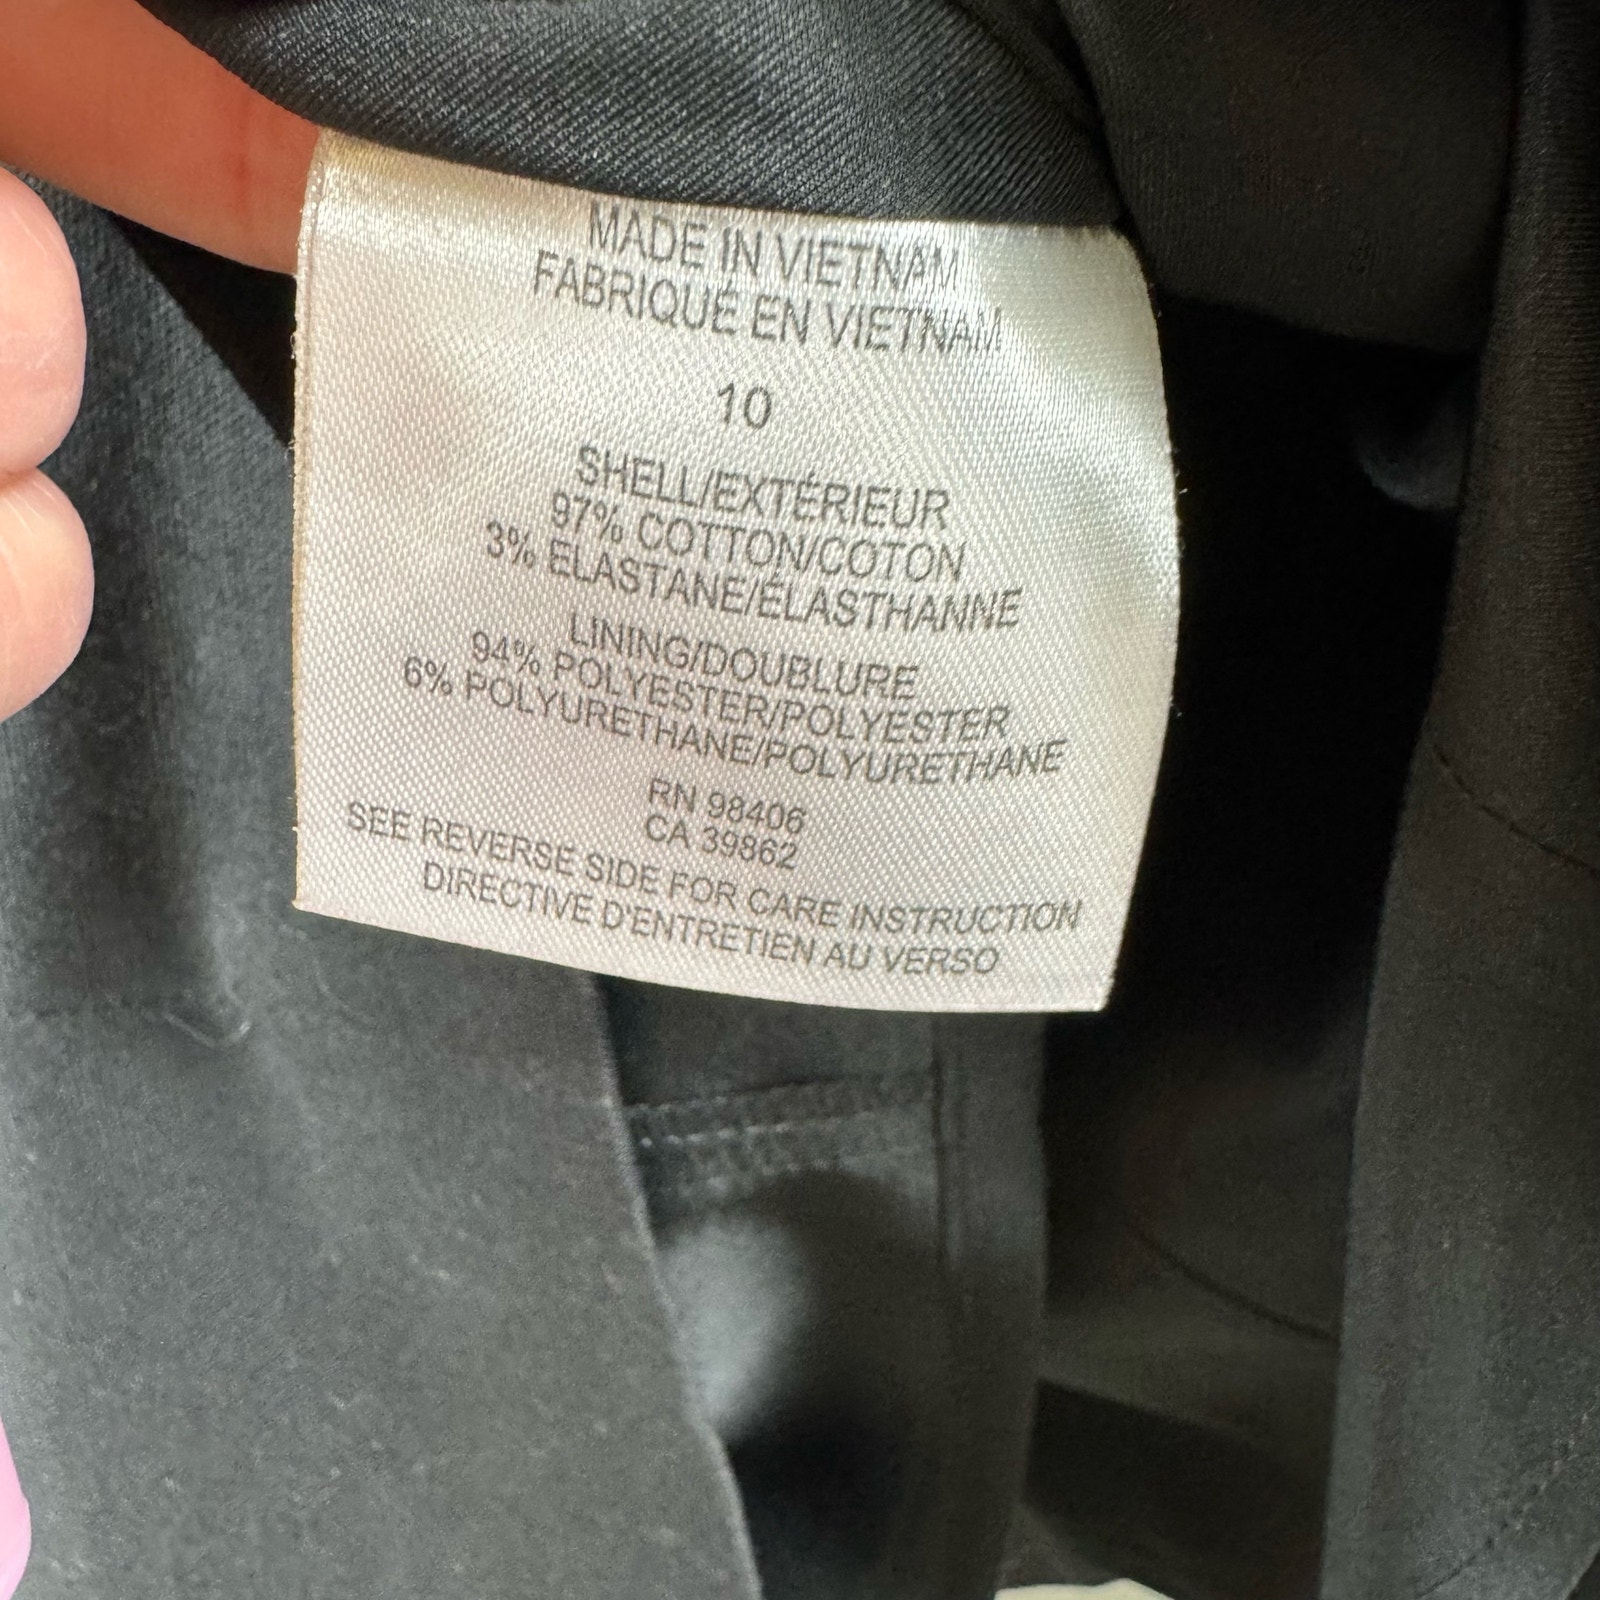 MADE IN VIETNAM
FABRIQUÉ EN VIETNAM
10
SHELL/EXTÉRIEUR
97% COTTON/COTON
3% ELASTANE/ÉLASTHANNE
LINING/DOUBLURE
94% POLYESTER/POLYESTER
6% POLYURETHANE/POLYURETHANE
RN 98406
CA 39862
SEE REVERSE SIDE FOR CARE INSTRUCTION
DIRECTIVE D'ENTRETIEN AU VERSO